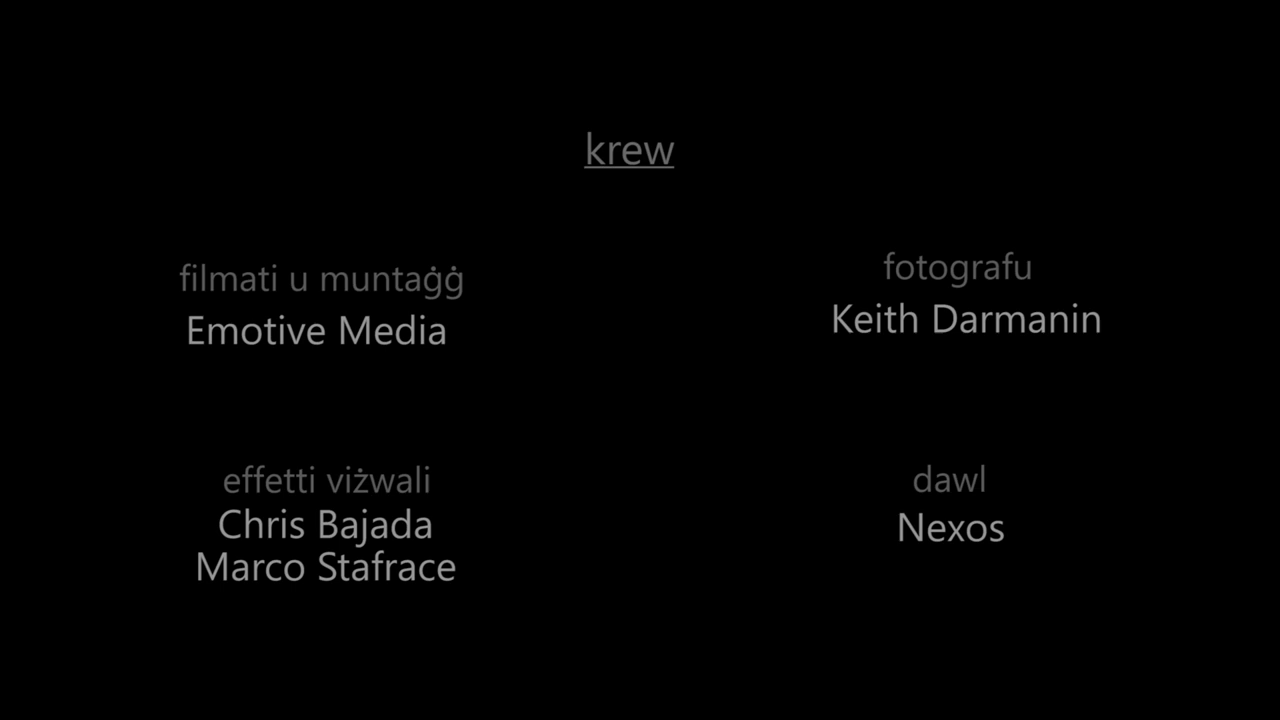 krew
filmati u muntaġġ
Emotive Media
fotografu
Keith Darmanin
effetti viżwali
Chris Bajada
Marco Stafrace
dawl
Nexos